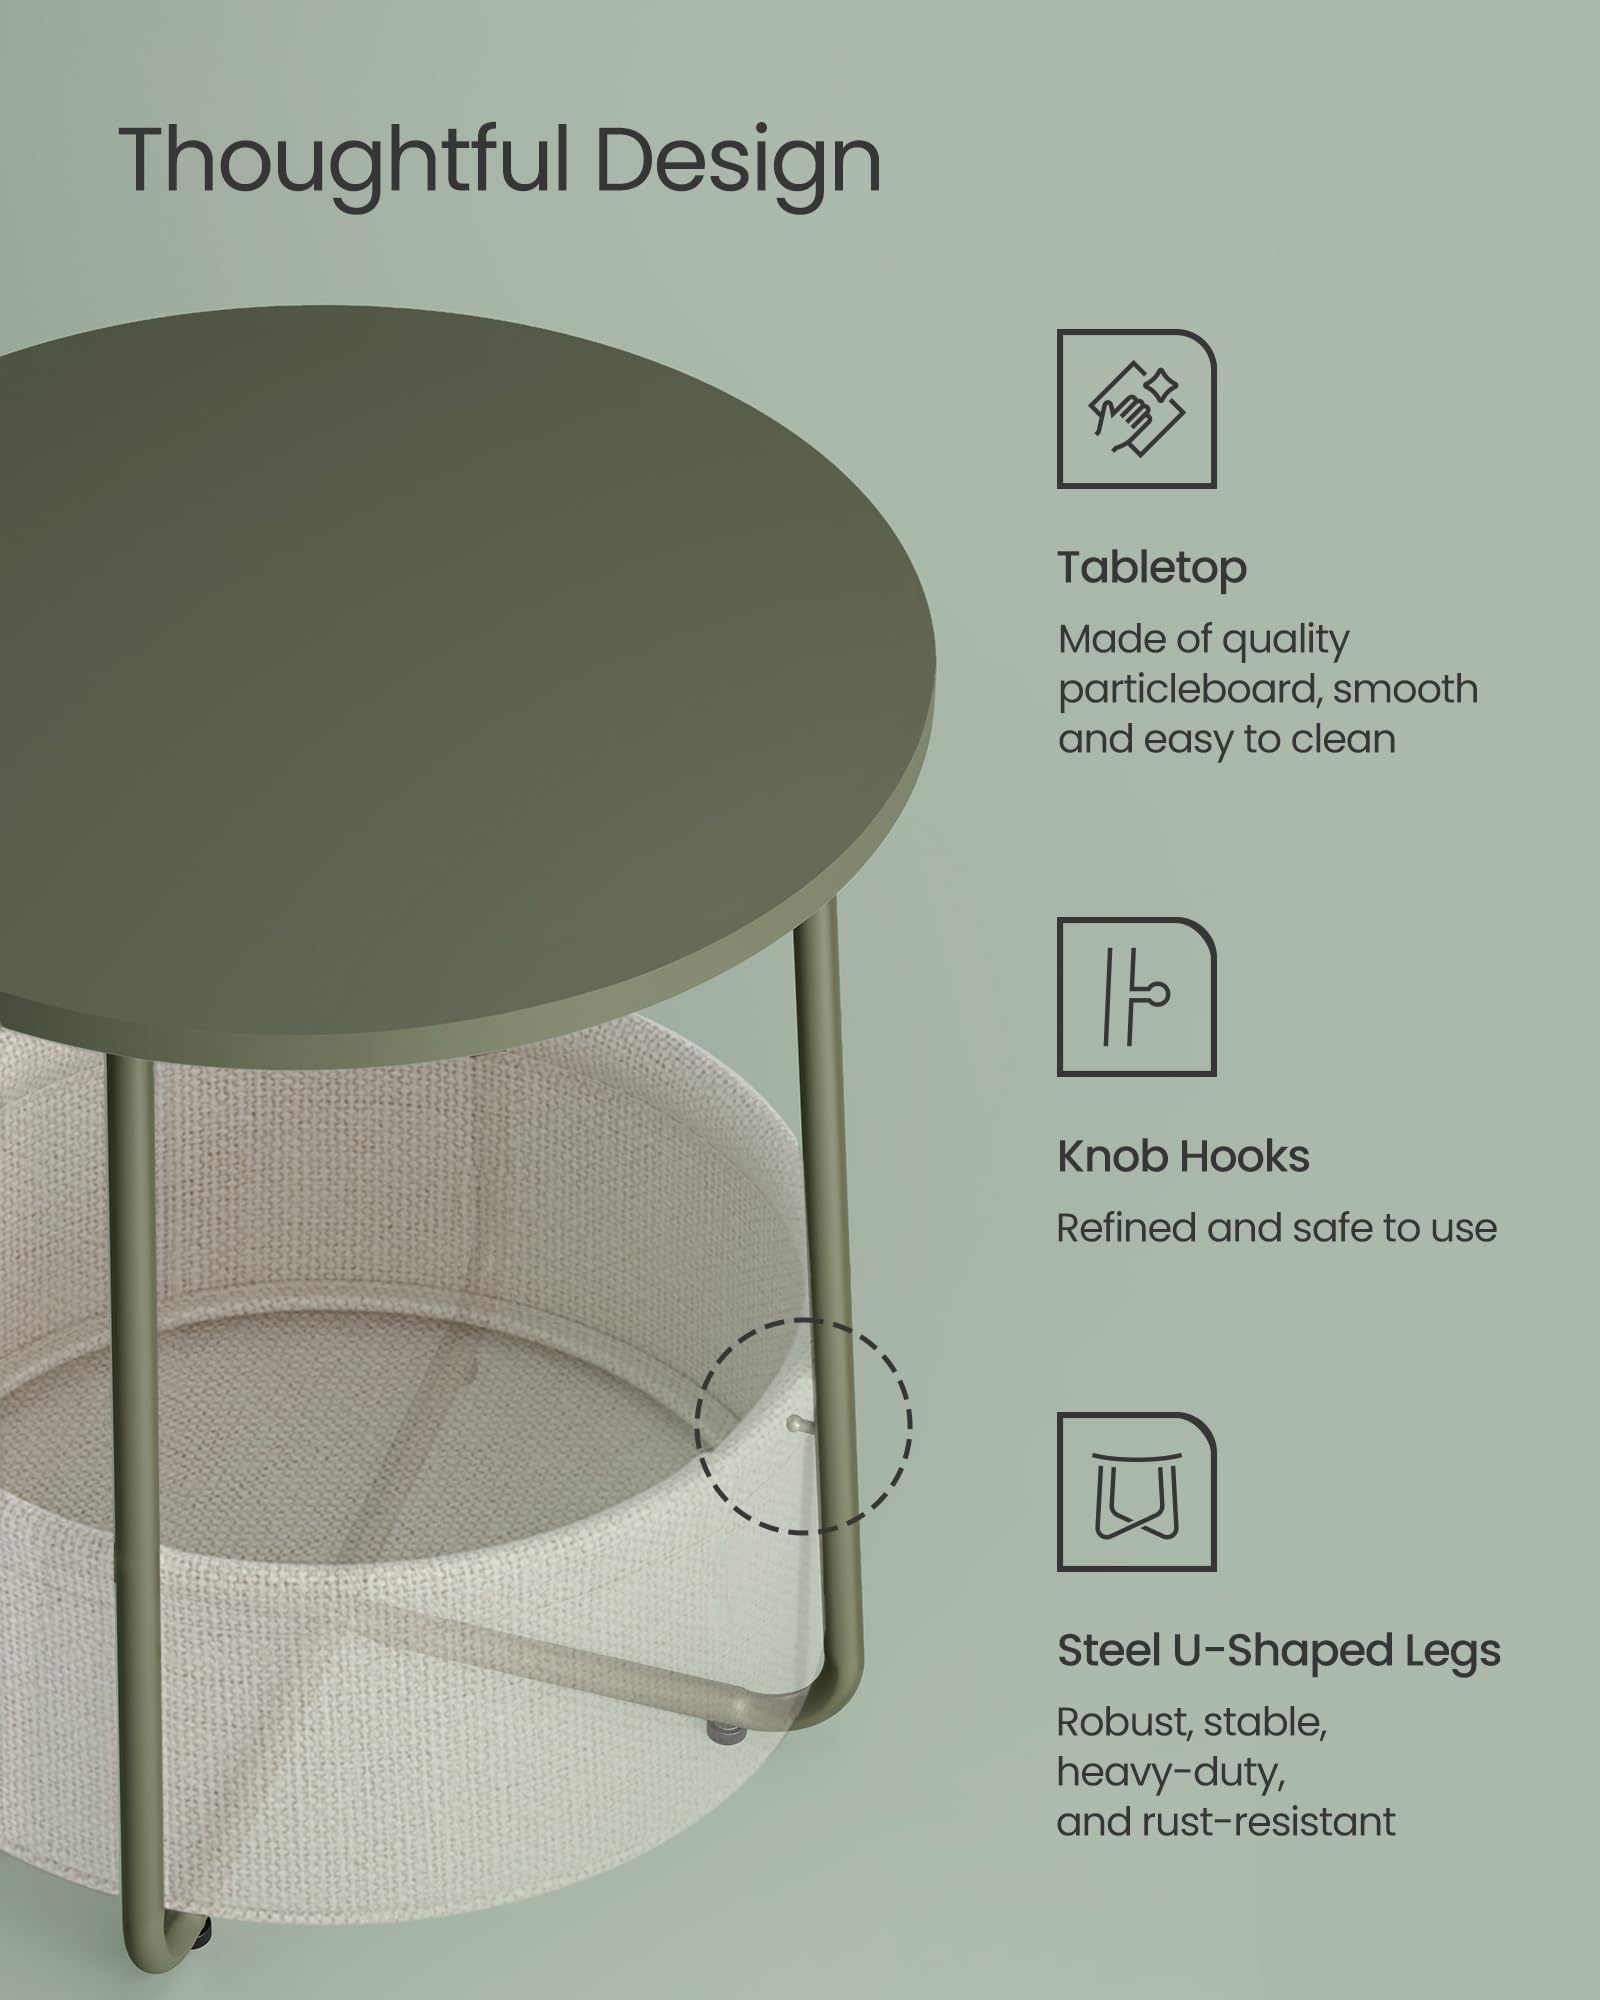 Thoughtful Design
Tabletop
Made of quality
particleboard, smooth
and easy to clean
Knob Hooks
Refined and safe to use
Steel U-Shaped Legs
Robust, stable,
heavy-duty,
and rust-resistant